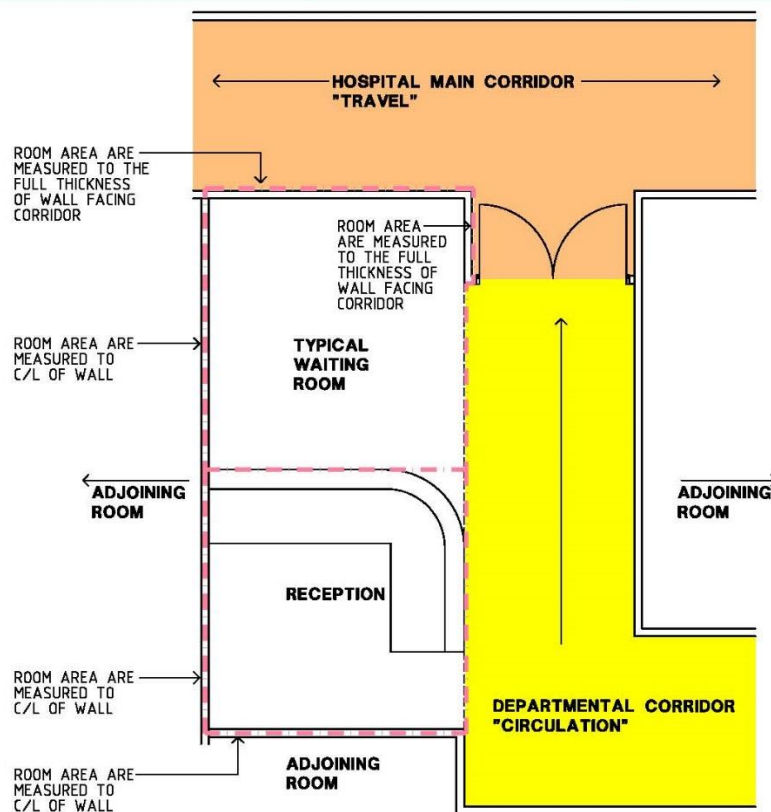 HOSPITAL MAIN CORRIDOR
"TRAVEL"
ROOM AREA ARE
MEASURED TO THE
FULL THICKNESS
OF WALL FACING
CORRIDOR
ROOM AREA
ARE MEASURED
TO THE FULL
THICKNESS OF
WALL FACING
CORRIDOR
ROOM AREA ARE
MEASURED TO
C/L OF WALL
TYPICAL
WAITING
ROOM
ADJOINING
ROOM
ADJOINING
ROOM
RECEPTION
ROOM AREA ARE
MEASURED TO
C/L OF WALL
DEPARTMENTAL CORRIDOR
"CIRCULATION"
ADJOINING
ROOM
ROOM AREA ARE
MEASURED TO
C/L OF WALL